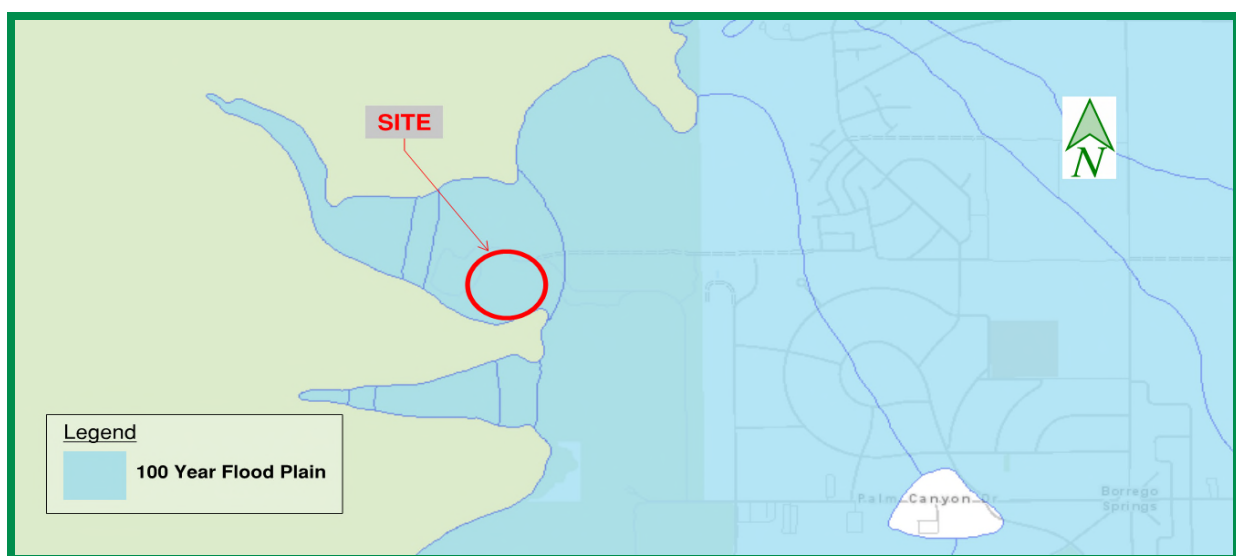 SITE
N
Legend
100 Year Flood Plain
Palm Canyon Dr
Borrego
Springs